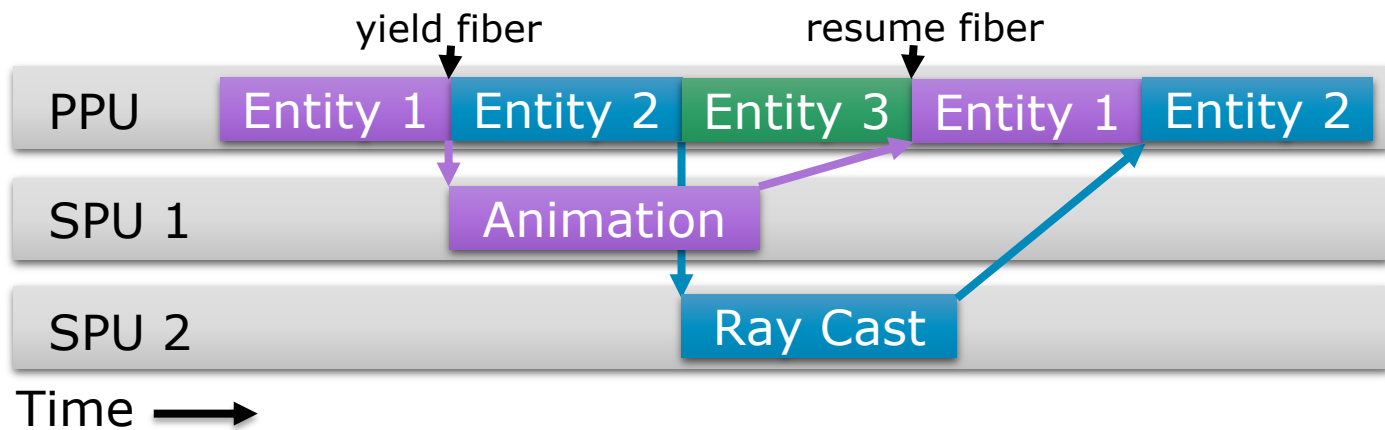 yield fiber resume fiber
PPU Entity 1 Entity 2 Entity 3 Entity 1 Entity 2
SPU 1 Animation
SPU 2 Ray Cast
Time